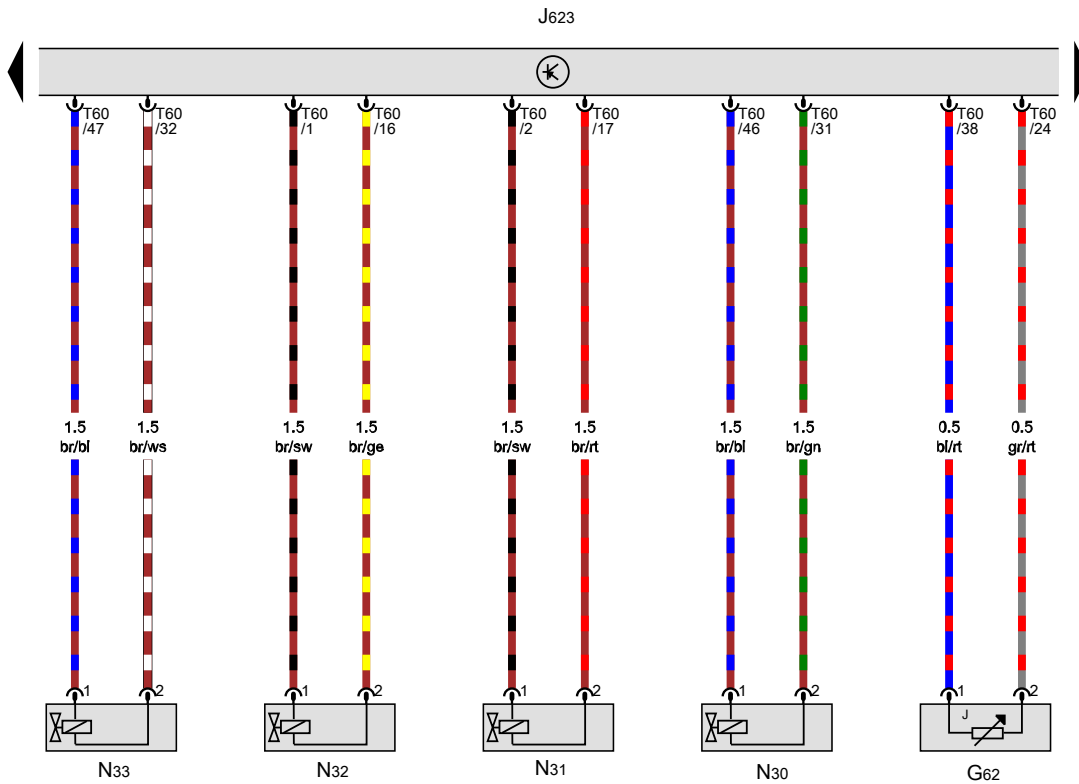 J623
T60 T60 T60 T60 T60 T60 T60 T60 T60 T60
/47 /32 /1 /16 /2 /17 /46 /31 /38 /24
1.5 1.5 1.5 1.5 1.5 1.5 1.5 1.5 0.5 0.5
br/bl br/ws br/sw br/ge br/sw br/rt br/bl br/gn bl/rt gr/rt
1 2 1 2 1 2 1 2 1 2
J
N33 N32 N31 N30 G62